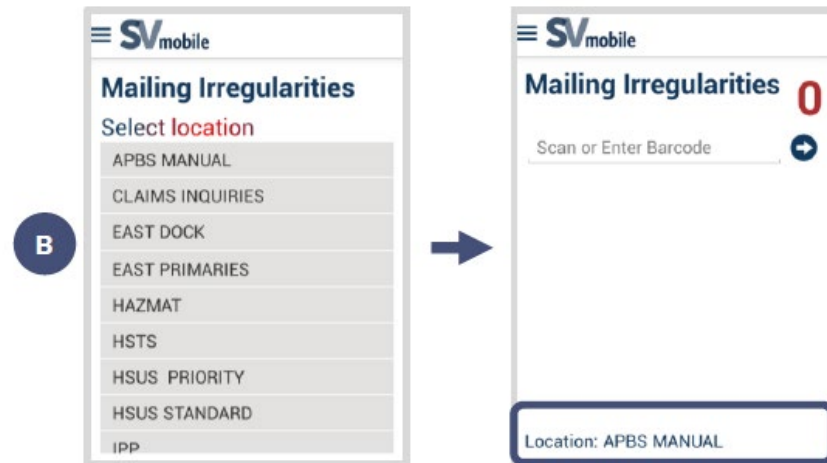 SVmobile
Mailing Irregularities
Select location
APBS MANUAL
CLAIMS INQUIRIES
EAST DOCK
EAST PRIMARIES
HAZMAT
HSTS
HSUS PRIORITY
HSUS STANDARD
IPP
B
SVmobile
Mailing Irregularities
0
Scan or Enter Barcode
Location: APBS MANUAL